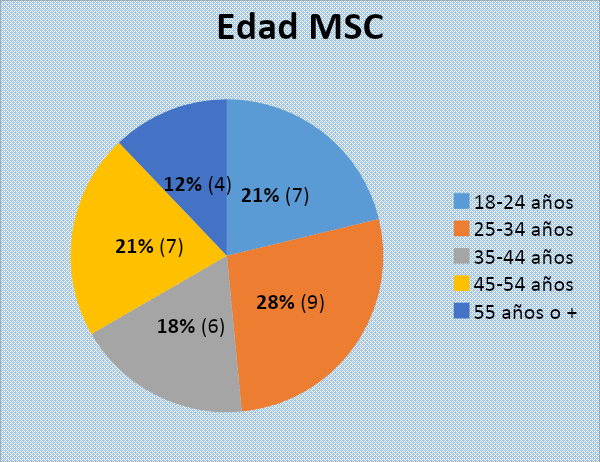 Edad MSC
12% (4)
21% (7)
21% (7)
28% (9)
18% (6)
18-24 años
25-34 años
35-44 años
45-54 años
55 años o +